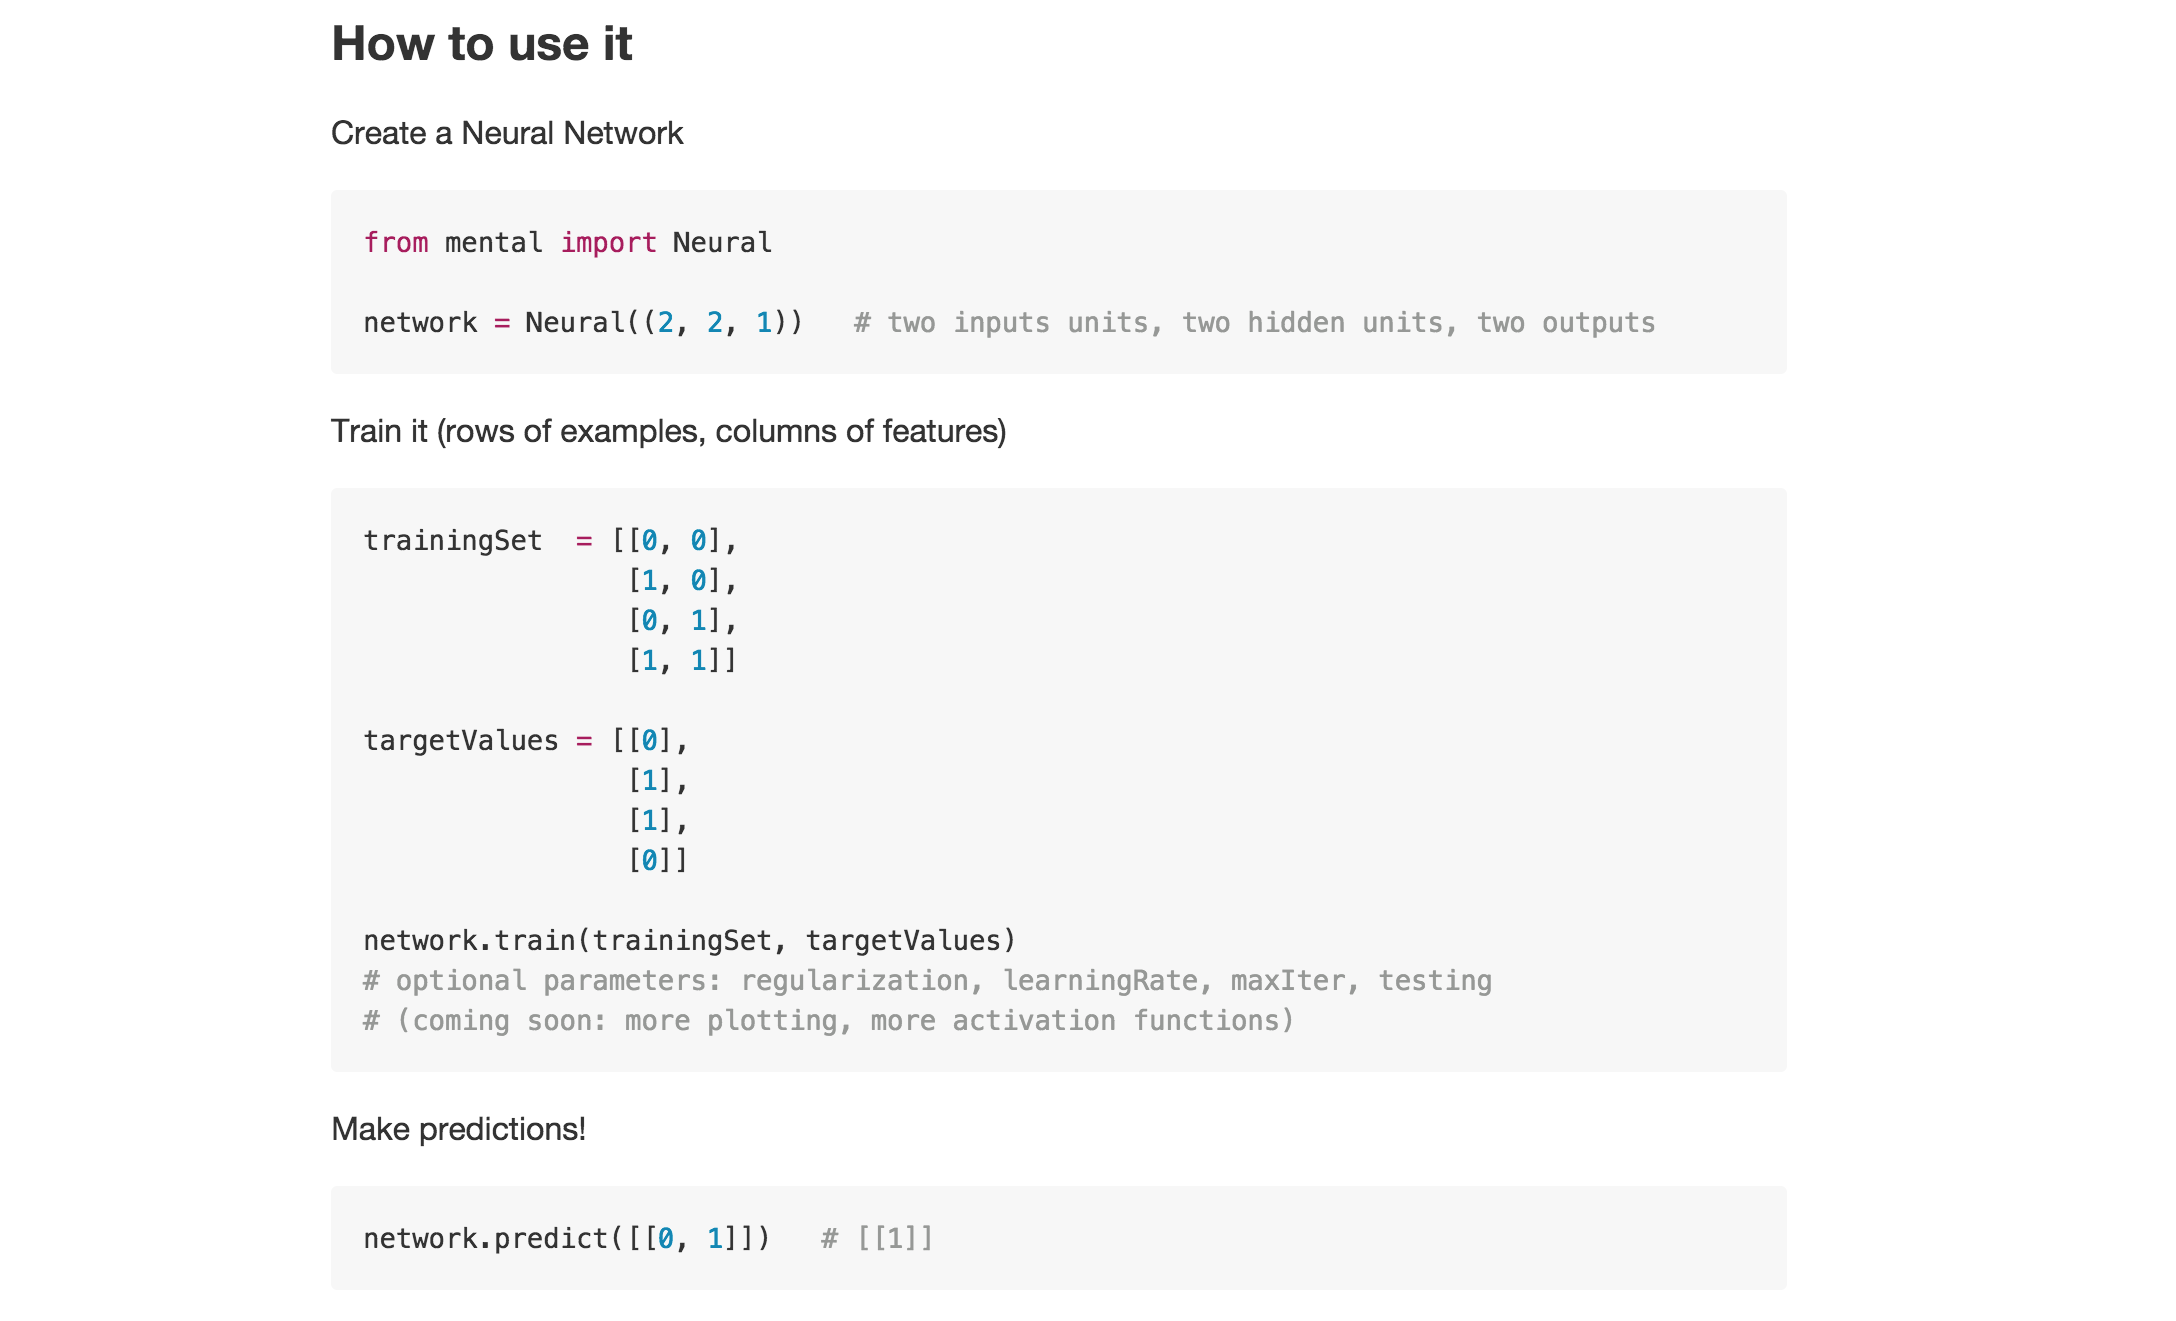 How to use it
Create a Neural Network
from mental import Neural
network = Neural((2, 2, 1))   # two inputs units, two hidden units, two outputs
Train it (rows of examples, columns of features)
trainingSet  = [[0, 0],
                [1, 0],
                [0, 1],
                [1, 1]]
targetValues = [[0],
                [1],
                [1],
                [0]]
network.train(trainingSet, targetValues)
# optional parameters: regularization, learningRate, maxIter, testing
# (coming soon: more plotting, more activation functions)
Make predictions!
network.predict([[0, 1]])   # [[1]]